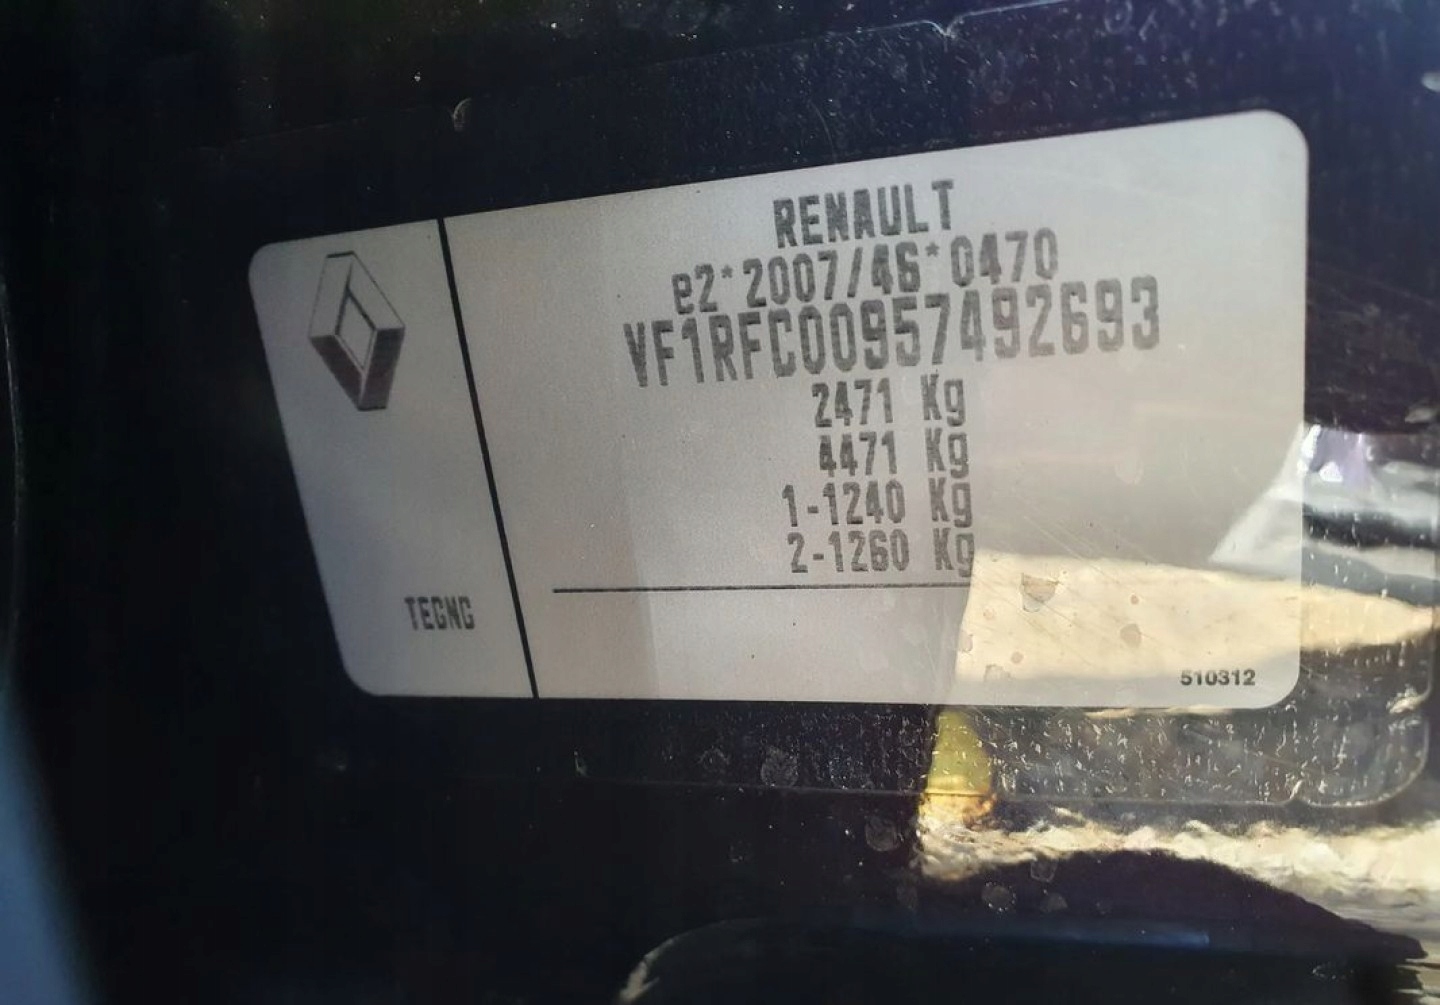 RENAULT
e2*2007/46*0470
VF1RFC00957492693
2471 Kg
4471 Kg
1-1240 Kg
2-1260 Kg
TEGNG
510312